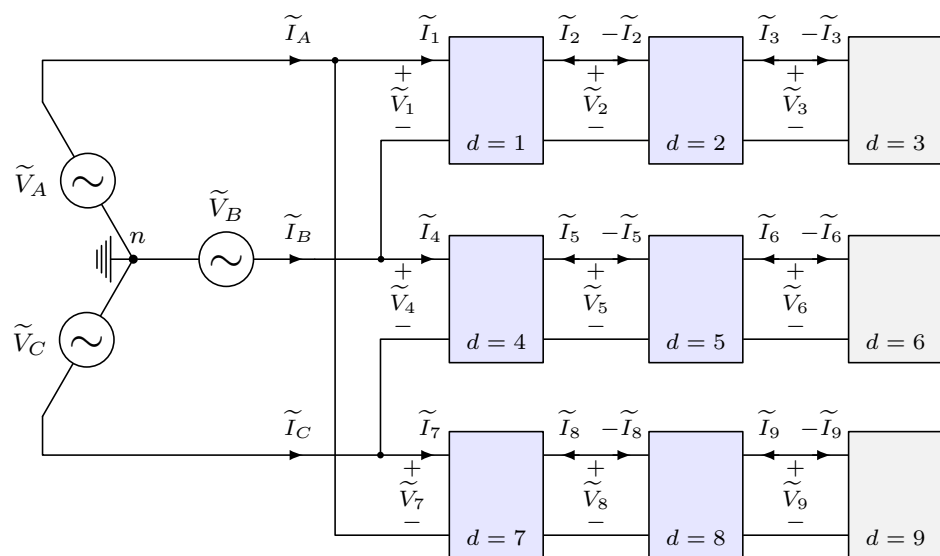 Ĩ_A Ĩ_1 Ĩ_2 −Ĩ_2 Ĩ_3 −Ĩ_3
+ + +
Ṽ_1 Ṽ_2 Ṽ_3
− − −
d = 1 d = 2 d = 3
Ṽ_A
Ṽ_B
n Ĩ_B Ĩ_4 Ĩ_5 −Ĩ_5 Ĩ_6 −Ĩ_6
+ + +
Ṽ_4 Ṽ_5 Ṽ_6
− − −
d = 4 d = 5 d = 6
Ṽ_C
Ĩ_C Ĩ_7 Ĩ_8 −Ĩ_8 Ĩ_9 −Ĩ_9
+ + +
Ṽ_7 Ṽ_8 Ṽ_9
− − −
d = 7 d = 8 d = 9